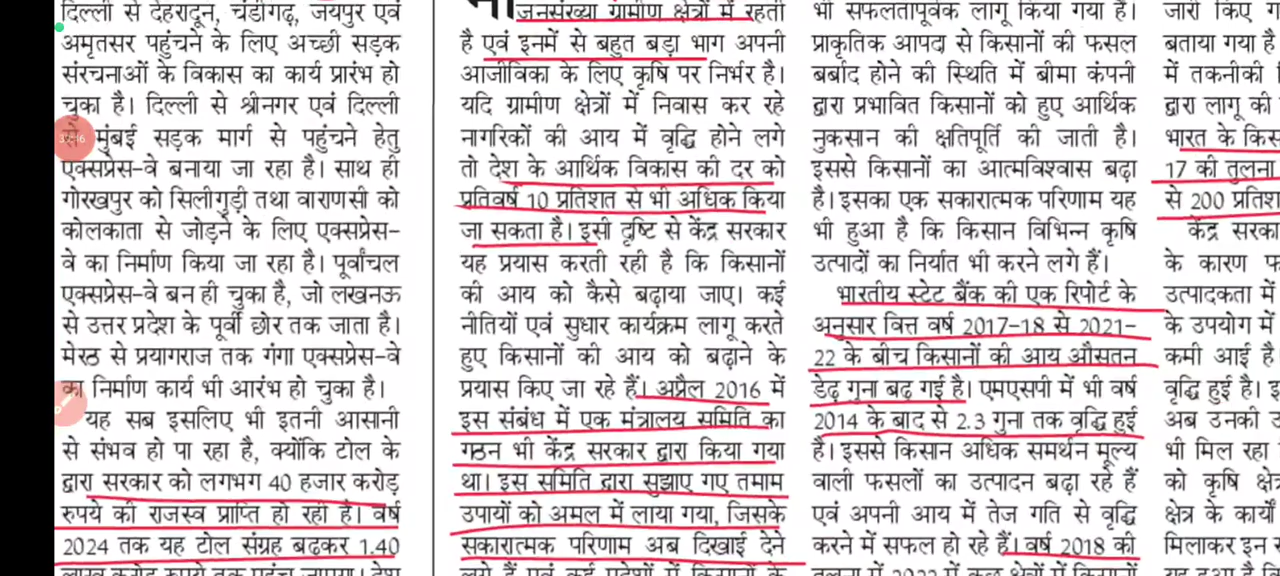 दिल्ली से देहरादून, चंडीगढ़, जयपुर एवं
अमृतसर पहुंचने के लिए अच्छी सड़क
संरचनाओं के विकास का कार्य प्रारंभ हो
चुका है। दिल्ली से श्रीनगर एवं दिल्ली
से मुंबई सड़क मार्ग से पहुंचने हेतु
एक्सप्रेस-वे बनाया जा रहा है। साथ ही
गोरखपुर को सिलीगुड़ी तथा वाराणसी को
कोलकाता से जोड़ने के लिए एक्सप्रेस-
वे का निर्माण किया जा रहा है। पूर्वांचल
एक्सप्रेस-वे बन ही चुका है, जो लखनऊ
से उत्तर प्रदेश के पूर्वी छोर तक जाता है।
मेरठ से प्रयागराज तक गंगा एक्सप्रेस-वे
का निर्माण कार्य भी आरंभ हो चुका है।
यह सब इसलिए भी इतनी आसानी
से संभव हो पा रहा है, क्योंकि टोल के
द्वारा सरकार को लगभग 40 हजार करोड़
रुपये की राजस्व प्राप्ति हो रही है। वर्ष
2024 तक यह टोल संग्रह बढ़कर 1.40
जनसंख्या ग्रामीण क्षेत्रों में रहती
है एवं इनमें से बहुत बड़ा भाग अपनी
आजीविका के लिए कृषि पर निर्भर है।
यदि ग्रामीण क्षेत्रों में निवास कर रहे
नागरिकों की आय में वृद्धि होने लगे
तो देश के आर्थिक विकास की दर को
प्रतिवर्ष 10 प्रतिशत से भी अधिक किया
जा सकता है। इसी दृष्टि से केंद्र सरकार
यह प्रयास करती रही है कि किसानों
की आय को कैसे बढ़ाया जाए। कई
नीतियों एवं सुधार कार्यक्रम लागू करते
हुए किसानों की आय को बढ़ाने के
प्रयास किए जा रहे हैं। अप्रैल 2016 में
इस संबंध में एक मंत्रालय समिति का
गठन भी केंद्र सरकार द्वारा किया गया
था। इस समिति द्वारा सुझाए गए तमाम
उपायों को अमल में लाया गया, जिसके
सकारात्मक परिणाम अब दिखाई देने
भी सफलतापूर्वक लागू किया गया है।
प्राकृतिक आपदा से किसानों की फसल
बर्बाद होने की स्थिति में बीमा कंपनी
द्वारा प्रभावित किसानों को हुए आर्थिक
नुकसान की क्षतिपूर्ति की जाती है।
इससे किसानों का आत्मविश्वास बढ़ा
है। इसका एक सकारात्मक परिणाम यह
भी हुआ है कि किसान विभिन्न कृषि
उत्पादों का निर्यात भी करने लगे हैं।
भारतीय स्टेट बैंक की एक रिपोर्ट के
अनुसार वित्त वर्ष 2017-18 से 2021-
22 के बीच किसानों की आय औसतन
डेढ़ गुना बढ़ गई है। एमएसपी में भी वर्ष
2014 के बाद से 2.3 गुना तक वृद्धि हुई
है। इससे किसान अधिक समर्थन मूल्य
वाली फसलों का उत्पादन बढ़ा रहे हैं
एवं अपनी आय में तेज गति से वृद्धि
करने में सफल हो रहे हैं। वर्ष 2018 की
जारी किए
बताया गया है
में तकनीकी
द्वारा लागू की
भारत के
17 की तुलना
से 200
केंद्र
के कारण
उत्पादकता में
के उपयोग में
कमी आई है।
वृद्धि हुई है।
अब उनकी
भी मिल रहा
को कृषि
क्षेत्र के कार्यों
मिलाकर इन